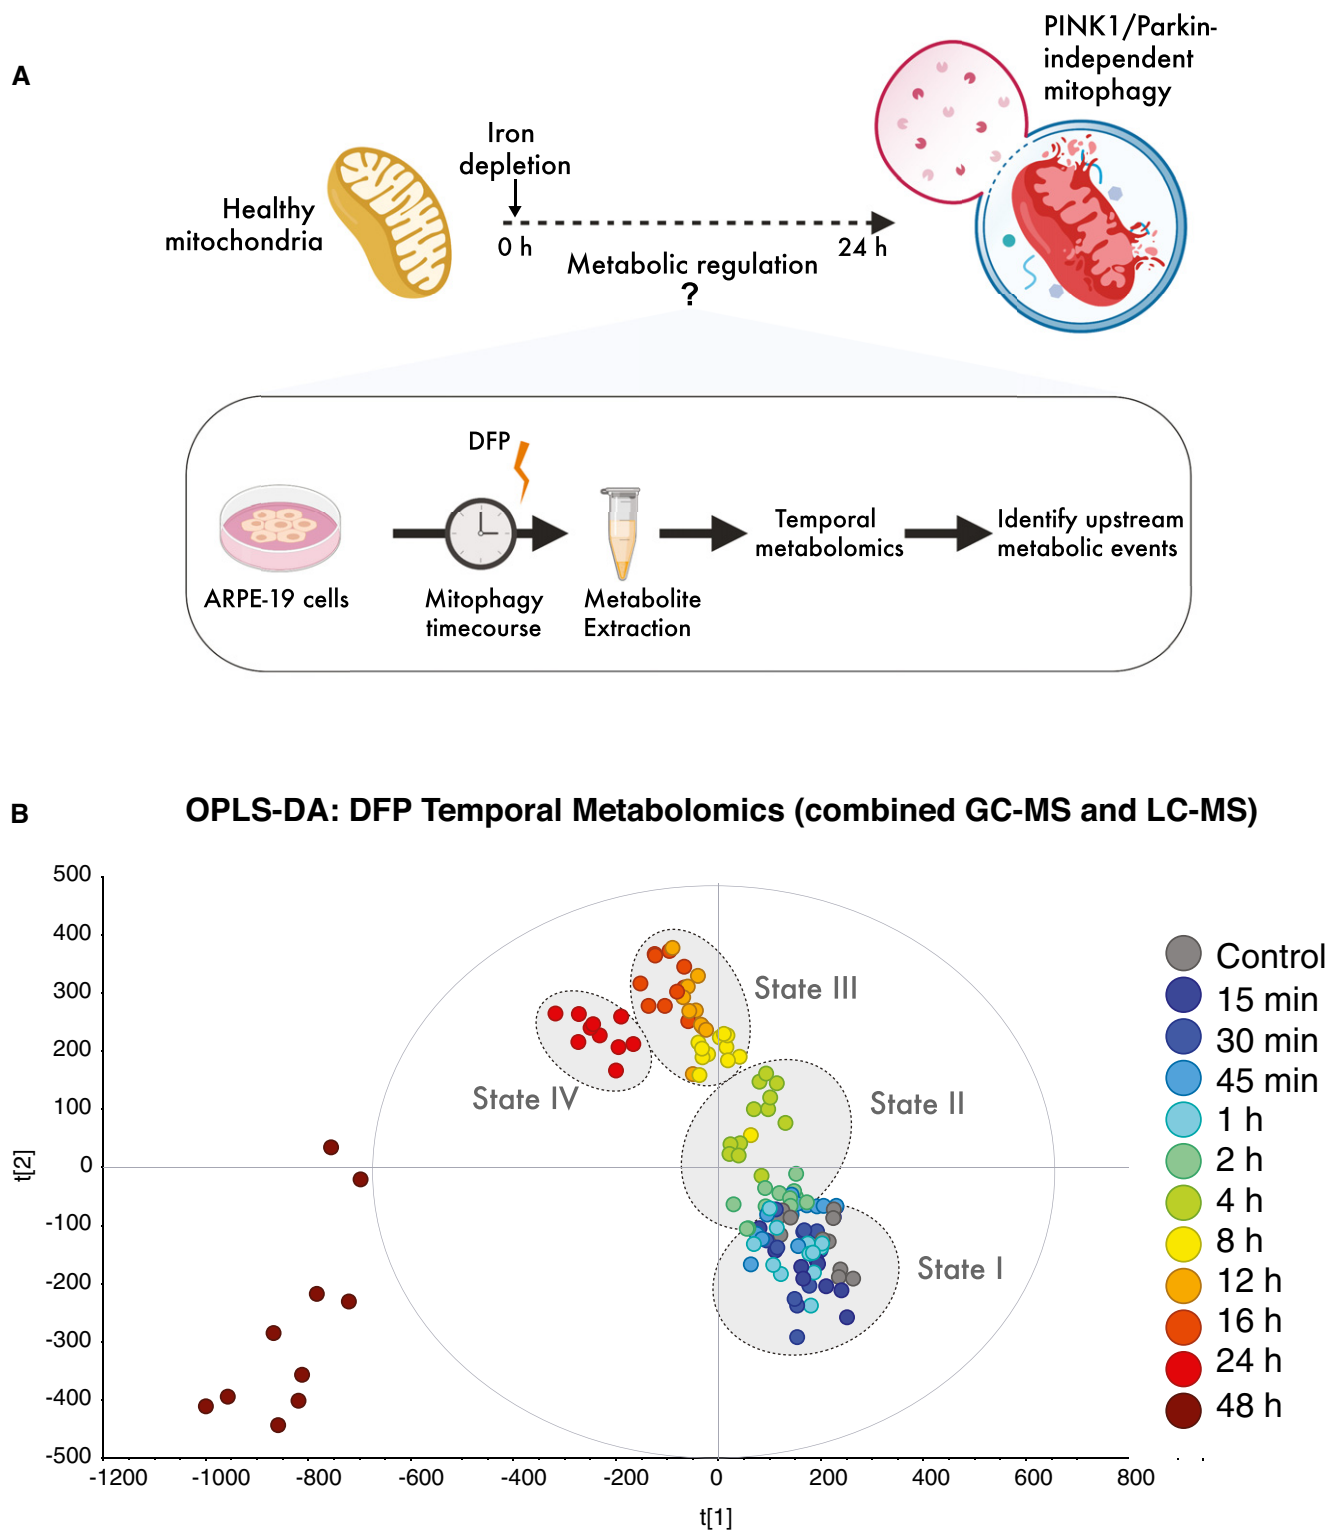 A
PINK1/Parkin-
independent
mitophagy
Iron
depletion
Healthy
mitochondria
0 h
24 h
Metabolic regulation
?
DFP
Temporal
metabolomics
Identify upstream
metabolic events
ARPE-19 cells
Mitophagy
timecourse
Metabolite
Extraction
B
OPLS-DA: DFP Temporal Metabolomics (combined GC-MS and LC-MS)
500
400
300
200
100
0
-100
-200
-300
-400
-500
t[2]
State III
State IV
State II
State I
-1200
-1000
-800
-600
-400
-200
0
200
400
600
800
t[1]
Control
15 min
30 min
45 min
1 h
2 h
4 h
8 h
12 h
16 h
24 h
48 h